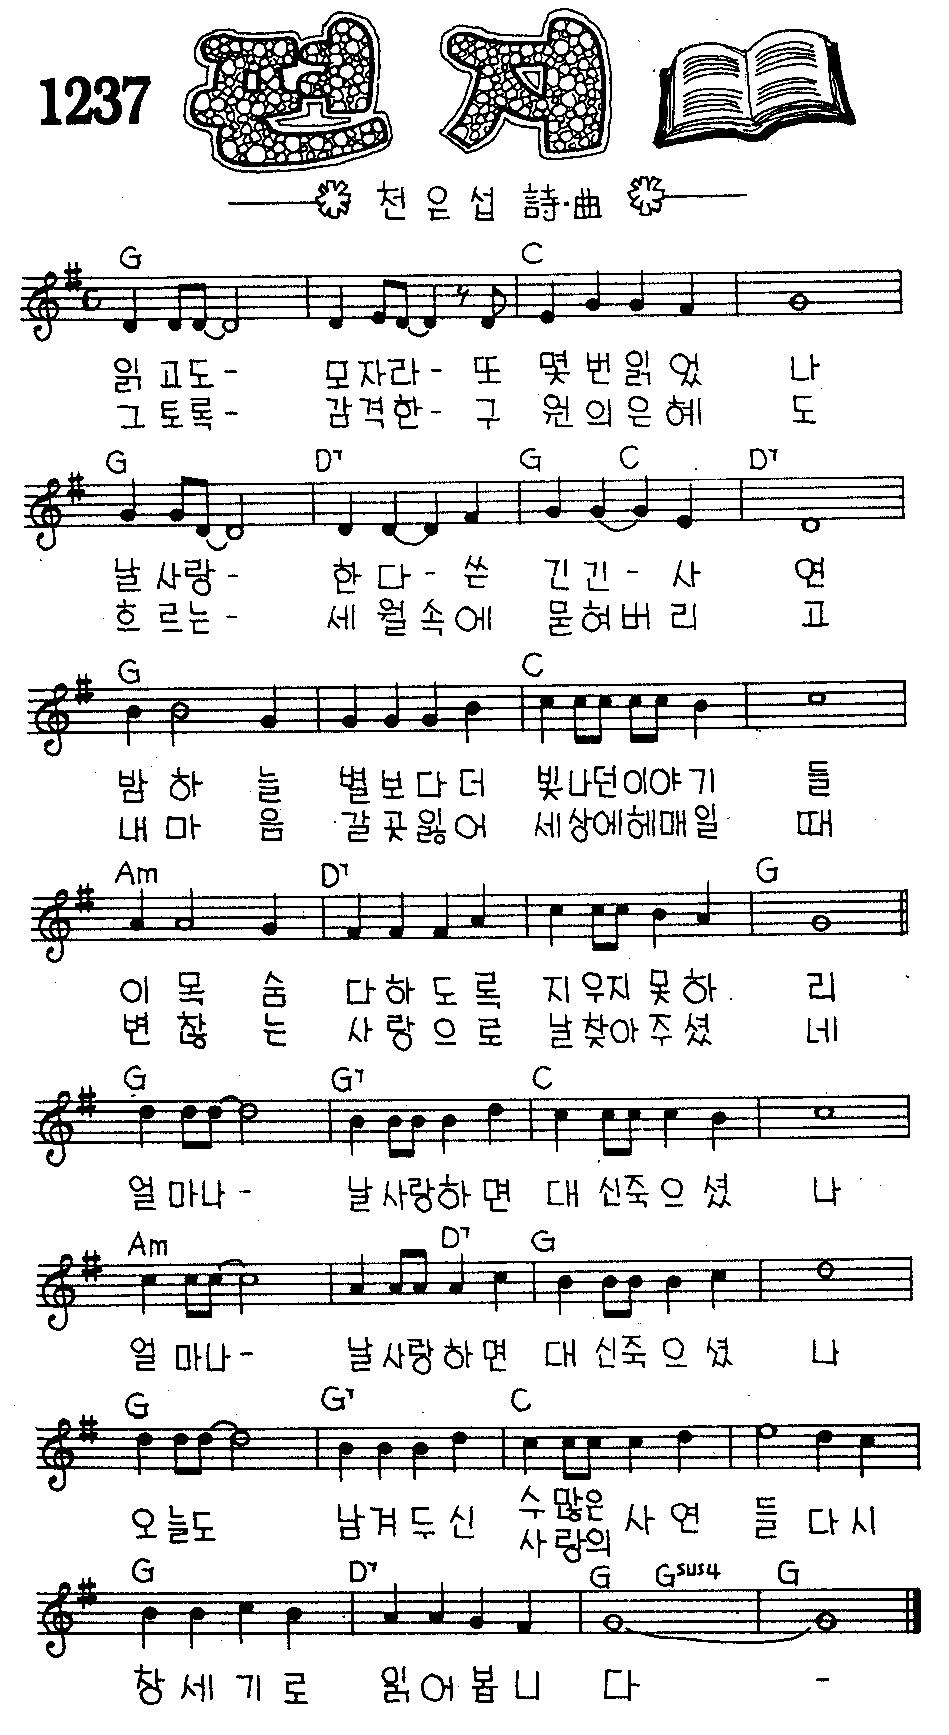 1237 편지
천은섭 詩·曲
G C
읽 고도- 모자라- 또 몇 번 읽 었 나
그 토록- 감격한- 구 원 의 은 혜 도
G D7 G C D7
날 사랑- 한 다- 쓴 긴 긴- 사 연
흐 르는- 세 월 속 에 묻 혀 버 리 고
G C
밤 하 늘 별 보 다 더 빛나던이야기 들
내 마 음 갈 곳 잃 어 세상에헤매일 때
Am D7 G
이 목 숨 다 하 도 록 지 우지 못 하 리
변 찮 는 사 랑 으 로 날 찾아 주 셨 네
G G7 C
얼 마나- 날 사랑하 면 대 신죽 으 셨 나
Am D7 G
얼 마나- 날 사랑하 면 대 신죽 으 셨 나
G G7 C
오 늘도 남 겨 두 신 수 많은 사 연 들 다 시
사 랑의
G D7 G Gsus4 G
창 세 기 로 읽 어 봅 니 다 -